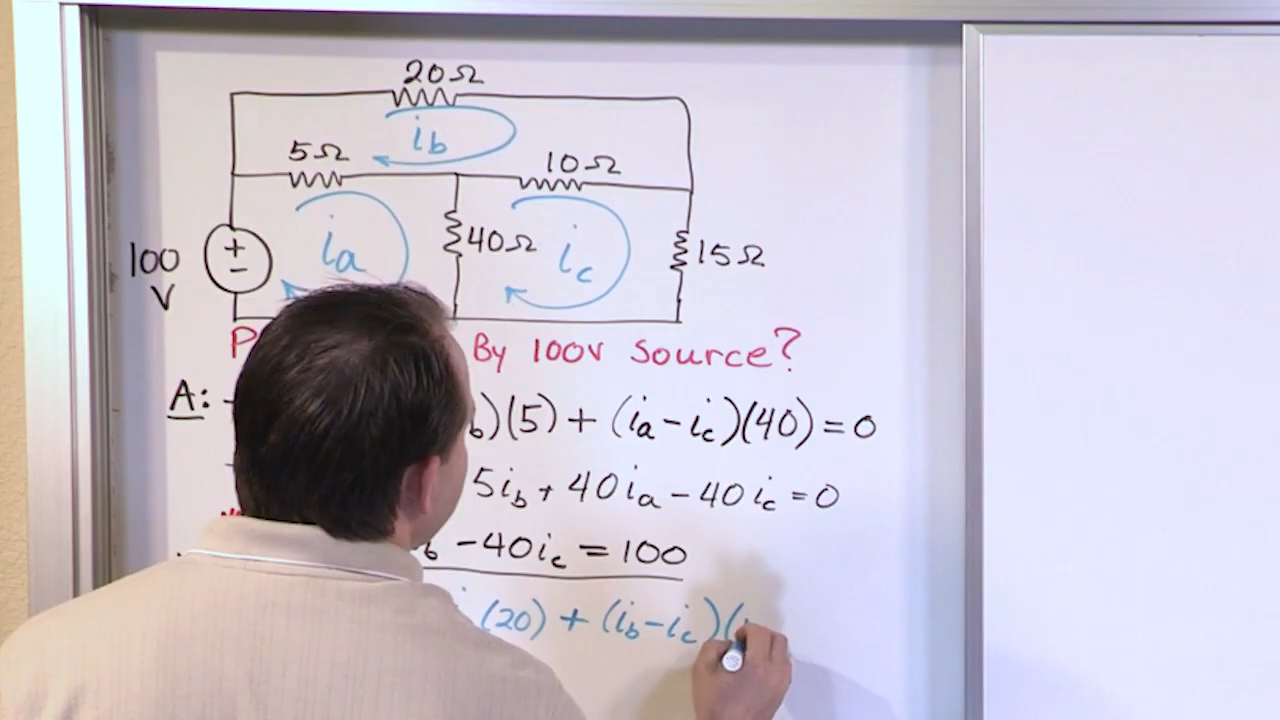 20Ω
ib
5Ω
10Ω
100
V
+
−
ia
40Ω
ic
15Ω
By 100V Source?
A:
)(5) + (ia-ic)(40) = 0
5ib + 40ia - 40ic = 0
-40ic = 100
(20) + (ib-ic)(